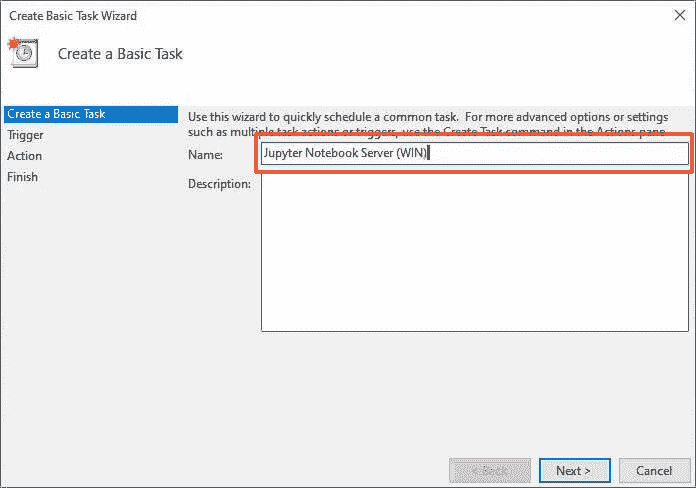 Create Basic Task Wizard
Create a Basic Task
Create a Basic Task
Use this wizard to quickly schedule a common task. For more advanced options or settings
such as multiple task actions or triggers, use the Create Task command in the Actions pane
Trigger
Name:
Jupyter Notebook Server (WIN)
Action
Finish
Description:
< Back
Next >
Cancel